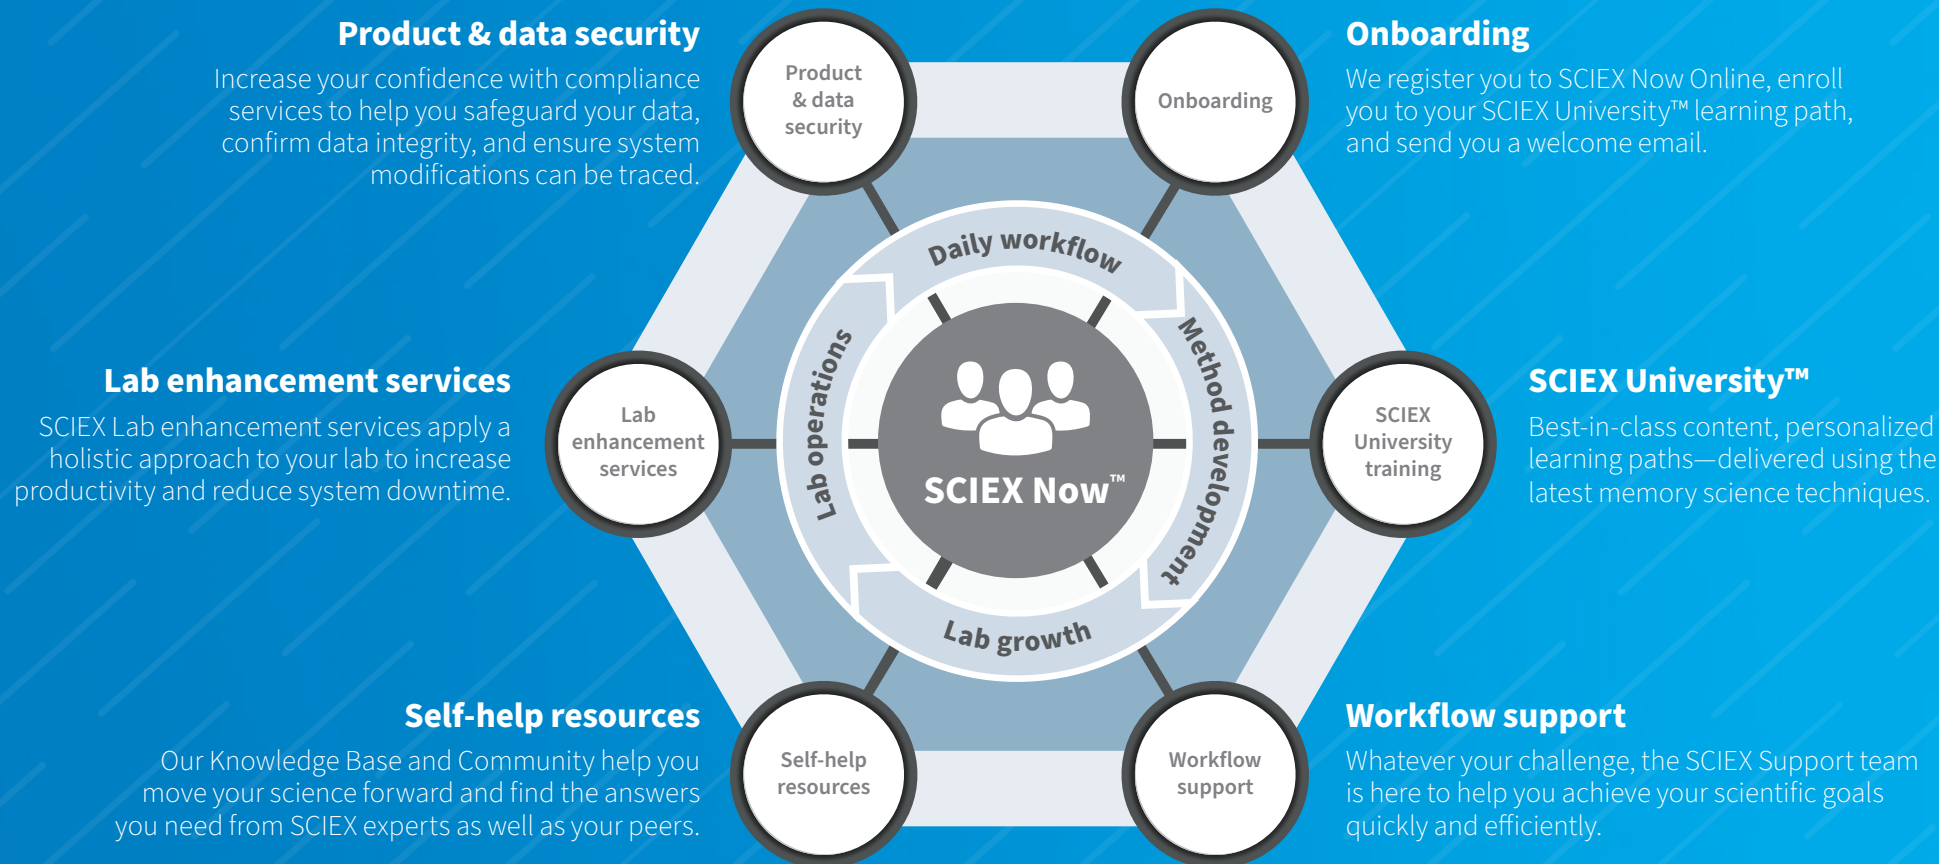 Product & data security
Increase your confidence with compliance
services to help you safeguard your data,
confirm data integrity, and ensure system
modifications can be traced.
Product
& data
security
Onboarding
Onboarding
We register you to SCIEX Now Online, enroll
you to your SCIEX University™ learning path,
and send you a welcome email.
Daily workflow
Method development
Lab growth
Lab operations
SCIEX Now™
Lab enhancement services
SCIEX Lab enhancement services apply a
holistic approach to your lab to increase
productivity and reduce system downtime.
Lab
enhancement
services
SCIEX
University
training
SCIEX University™
Best-in-class content, personalized
learning paths—delivered using the
latest memory science techniques.
Self-help resources
Our Knowledge Base and Community help you
move your science forward and find the answers
you need from SCIEX experts as well as your peers.
Self-help
resources
Workflow
support
Workflow support
Whatever your challenge, the SCIEX Support team
is here to help you achieve your scientific goals
quickly and efficiently.